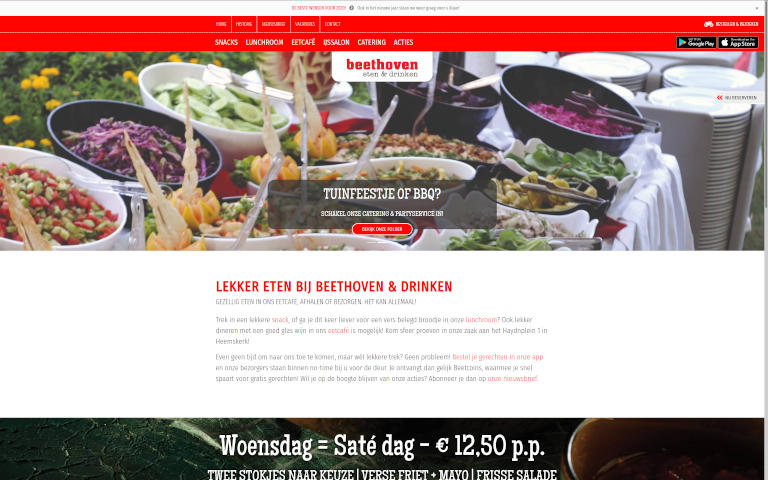 DE BESTE WENSEN VOOR 2020! Ook in het nieuwe jaar staan we weer graag voor u klaar!
HOME HISTORIE NIEUWSBRIEF VACATURES CONTACT BESTELLEN & BEZORGEN
SNACKS LUNCHROOM EETCAFÉ IJSSALON CATERING ACTIES
Google Play App Store
beethoven
eten & drinken
NU RESERVEREN
TUINFEESTJE OF BBQ?
SCHAKEL ONZE CATERING & PARTYSERVICE IN!
BEKIJK ONZE FOLDER
LEKKER ETEN BIJ BEETHOVEN & DRINKEN
GEZELLIG ETEN IN ONS EETCAFÉ, AFHALEN OF BEZORGEN. HET KAN ALLEMAAL!
Trek in een lekkere snack, of ga je dit keer liever voor een vers belegd broodje in onze lunchroom? Ook lekker
dineren met een goed glas wijn in ons eetcafé is mogelijk! Kom sfeer proeven in onze zaak aan het Haydnplein 1 in
Heemskerk!
Even geen tijd om naar ons toe te komen, maar wel lekkere trek? Geen probleem! Bestel je gerechten in onze app
en onze bezorgers staan binnen no-time bij u voor de deur. Je ontvangt dan gelijk Beetcoins, waarmee je snel
spaart voor gratis gerechten! Wil je op de hoogte blijven van onze acties? Abonneer je dan op onze nieuwsbrief.
Woensdag = Saté dag - € 12,50 p.p.
TWEE STOKJES NAAR KEUZE | VERSE FRIET + MAYO | FRISSE SALADE